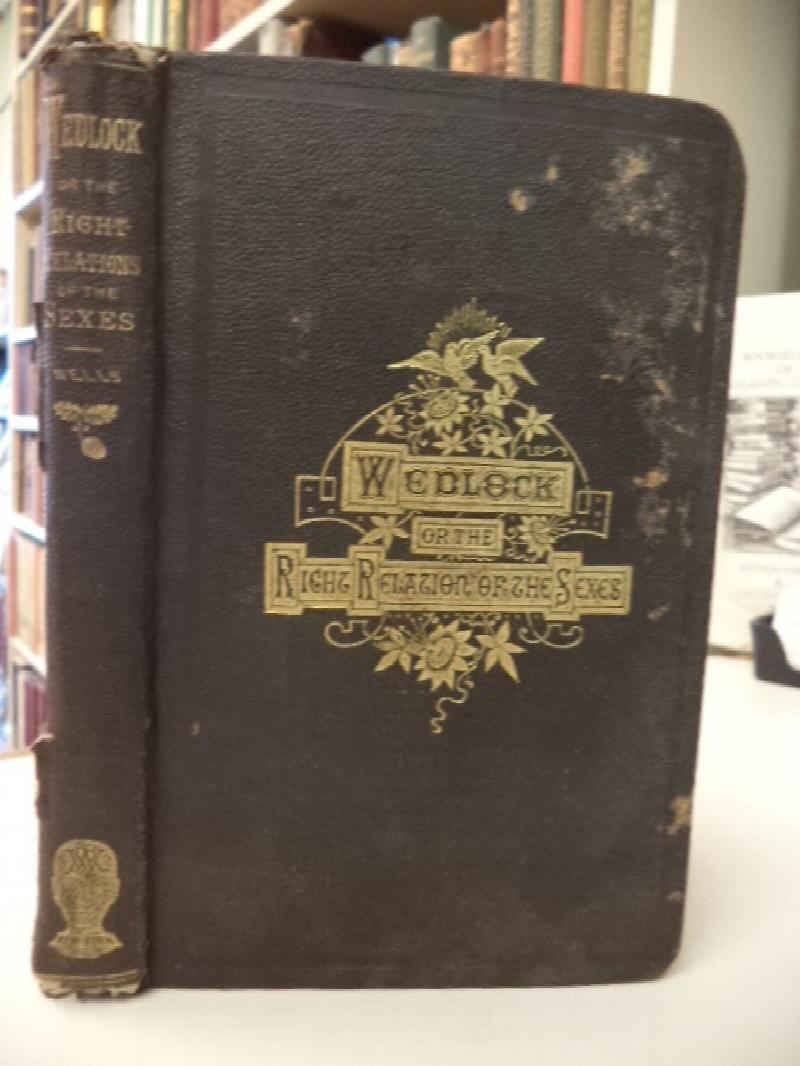 WEDLOCK
OR THE
RIGHT
RELATIONS
OF THE
SEXES
WELLS
WEDLOCK
OR THE
RIGHT RELATION OF THE SEXES